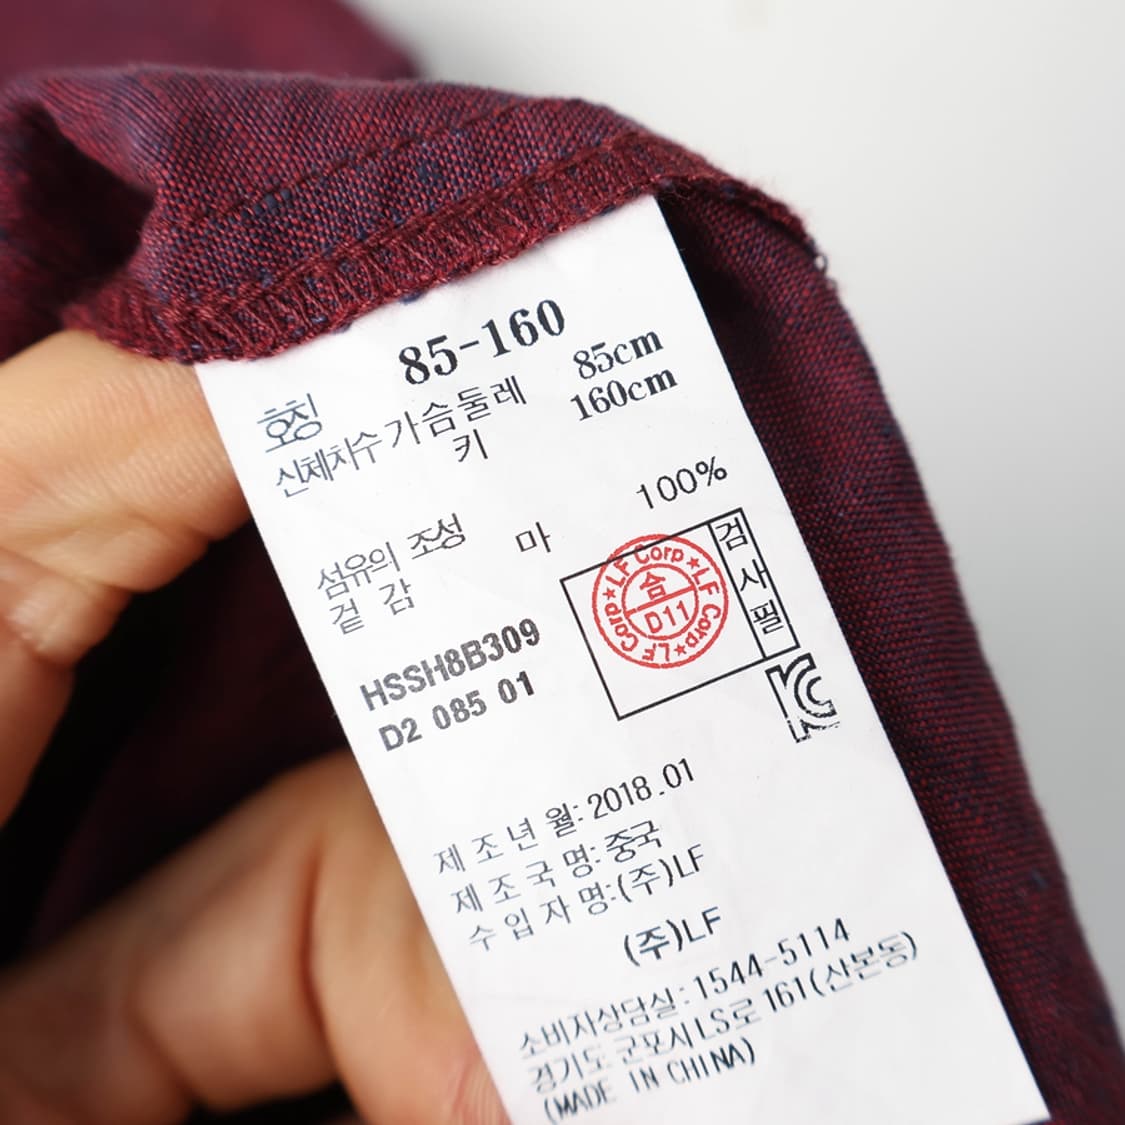 85-160
호칭
신체치수 가슴둘레 85cm
키 160cm
섬유의 조성 마 100%
겉 감
검사필
LF Corp ★ LF Corp ★ LF Corp ★
합
D11
HSSH8B309
D2 085 01
제 조 년 월: 2018.01
제 조 국 명: 중국
수 입 자 명:(주)LF
(주)LF
소비자상담실:1544-5114
경기도 군포시 LS로 161(산본동)
(MADE IN CHINA)